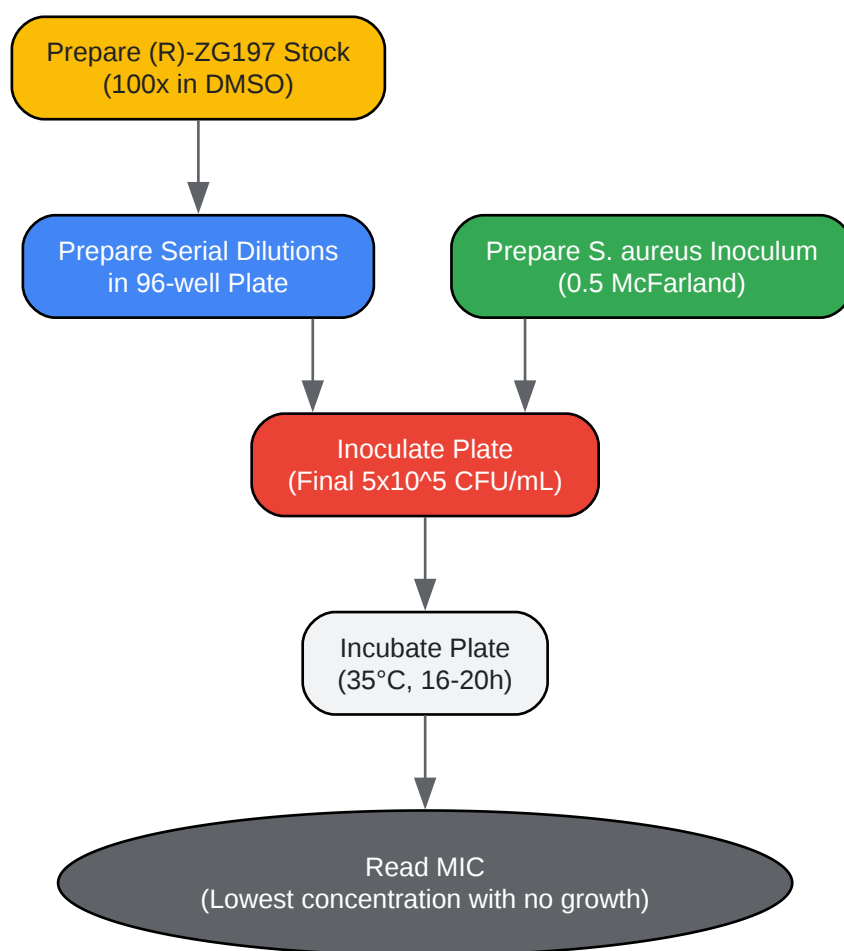 Prepare (R)-ZG197 Stock
(100x in DMSO)
Prepare Serial Dilutions
in 96-well Plate
Prepare S. aureus Inoculum
(0.5 McFarland)
Inoculate Plate
(Final 5x10^5 CFU/mL)
Incubate Plate
(35°C, 16-20h)
Read MIC
(Lowest concentration with no growth)